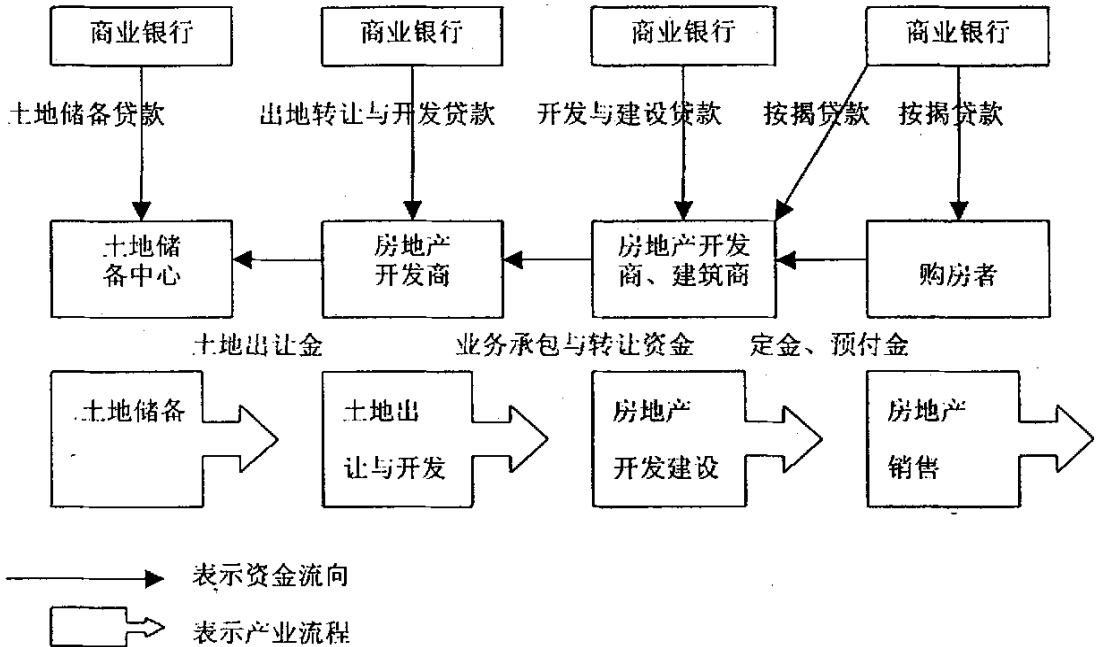 商业银行
商业银行
商业银行
商业银行
土地储备贷款
出地转让与开发贷款
开发与建设贷款
按揭贷款
按揭贷款
土地储
备中心
房地产
开发商
房地产开发
商、建筑商
购房者
土地出让金
业务承包与转让资金
定金、预付金
土地储备
土地出
让与开发
房地产
开发建设
房地产
销售
表示资金流向
表示产业流程